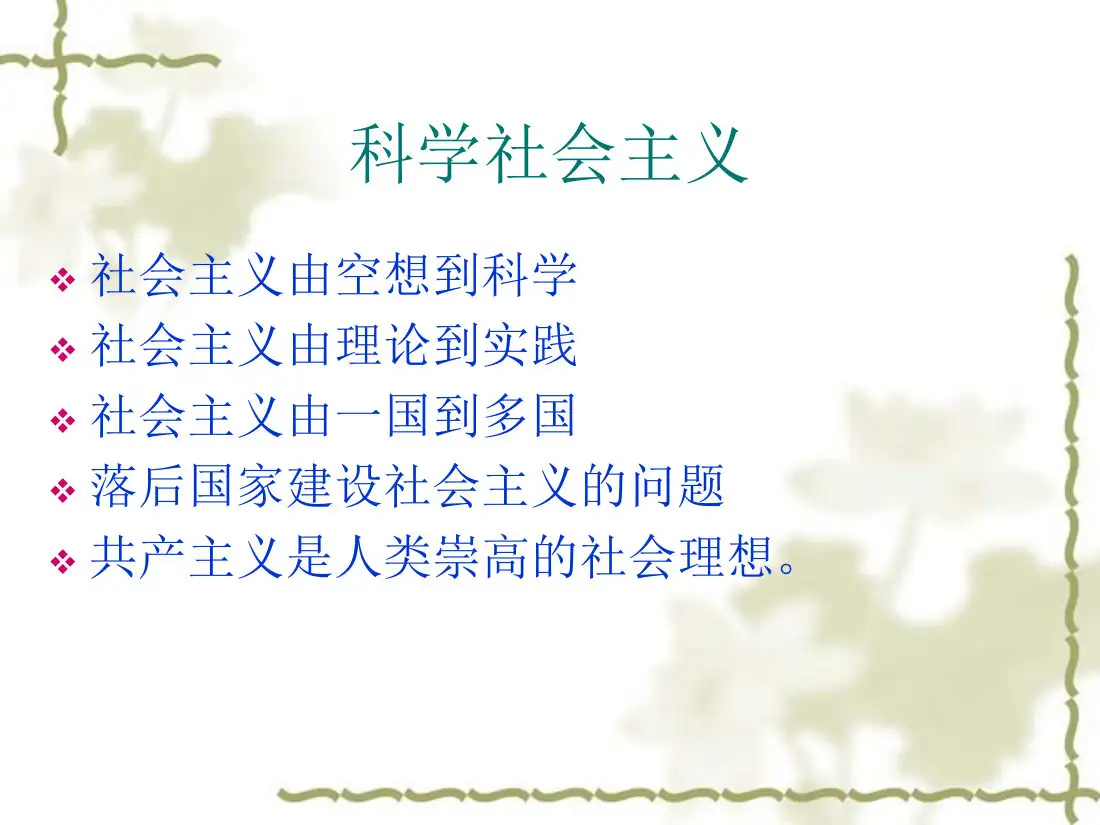 科学社会主义
社会主义由空想到科学
社会主义由理论到实践
社会主义由一国到多国
落后国家建设社会主义的问题
共产主义是人类崇高的社会理想。